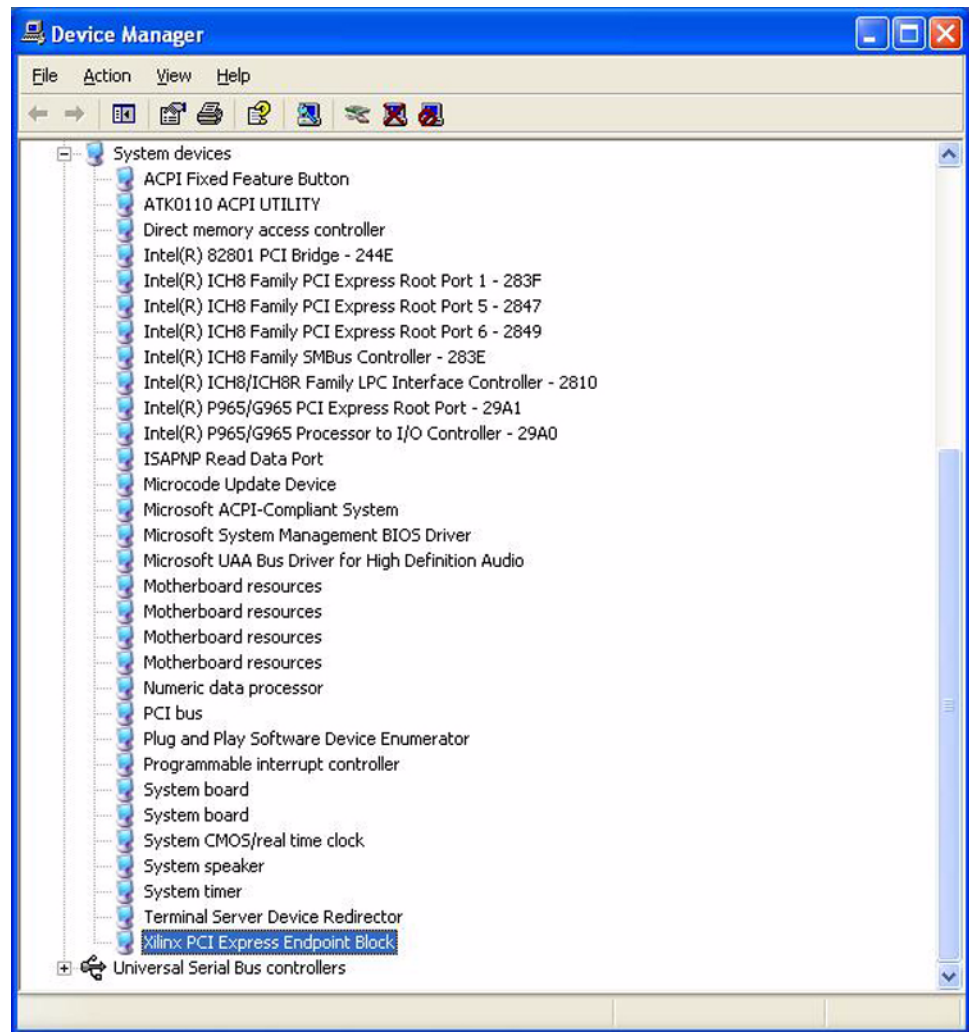 Device Manager
File Action View Help
System devices
ACPI Fixed Feature Button
ATK0110 ACPI UTILITY
Direct memory access controller
Intel(R) 82801 PCI Bridge - 244E
Intel(R) ICH8 Family PCI Express Root Port 1 - 283F
Intel(R) ICH8 Family PCI Express Root Port 5 - 2847
Intel(R) ICH8 Family PCI Express Root Port 6 - 2849
Intel(R) ICH8 Family SMBus Controller - 283E
Intel(R) ICH8/ICH8R Family LPC Interface Controller - 2810
Intel(R) P965/G965 PCI Express Root Port - 29A1
Intel(R) P965/G965 Processor to I/O Controller - 29A0
ISAPNP Read Data Port
Microcode Update Device
Microsoft ACPI-Compliant System
Microsoft System Management BIOS Driver
Microsoft UAA Bus Driver for High Definition Audio
Motherboard resources
Motherboard resources
Motherboard resources
Motherboard resources
Numeric data processor
PCI bus
Plug and Play Software Device Enumerator
Programmable interrupt controller
System board
System board
System CMOS/real time clock
System speaker
System timer
Terminal Server Device Redirector
Xilinx PCI Express Endpoint Block
Universal Serial Bus controllers